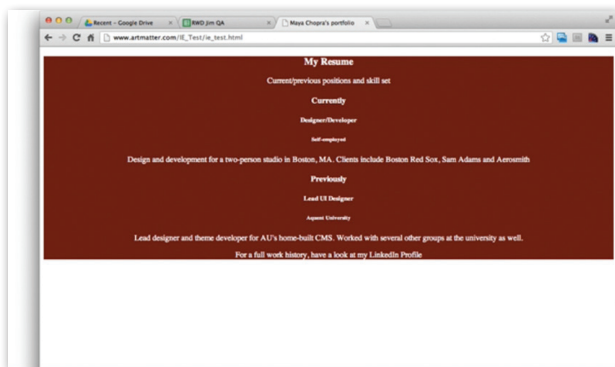 Recent - Google Drive
RWD Jim QA
Maya Chopra's portfolio
www.artmatter.com/IE_Test/ie_test.html
My Resume
Current/previous positions and skill set
Currently
Designer/Developer
Self-employed
Design and development for a two-person studio in Boston, MA. Clients include Boston Red Sox, Sam Adams and Aerosmith
Previously
Lead UI Designer
Aquent University
Lead designer and theme developer for AU's home-built CMS. Worked with several other groups at the university as well.
For a full work history, have a look at my LinkedIn Profile